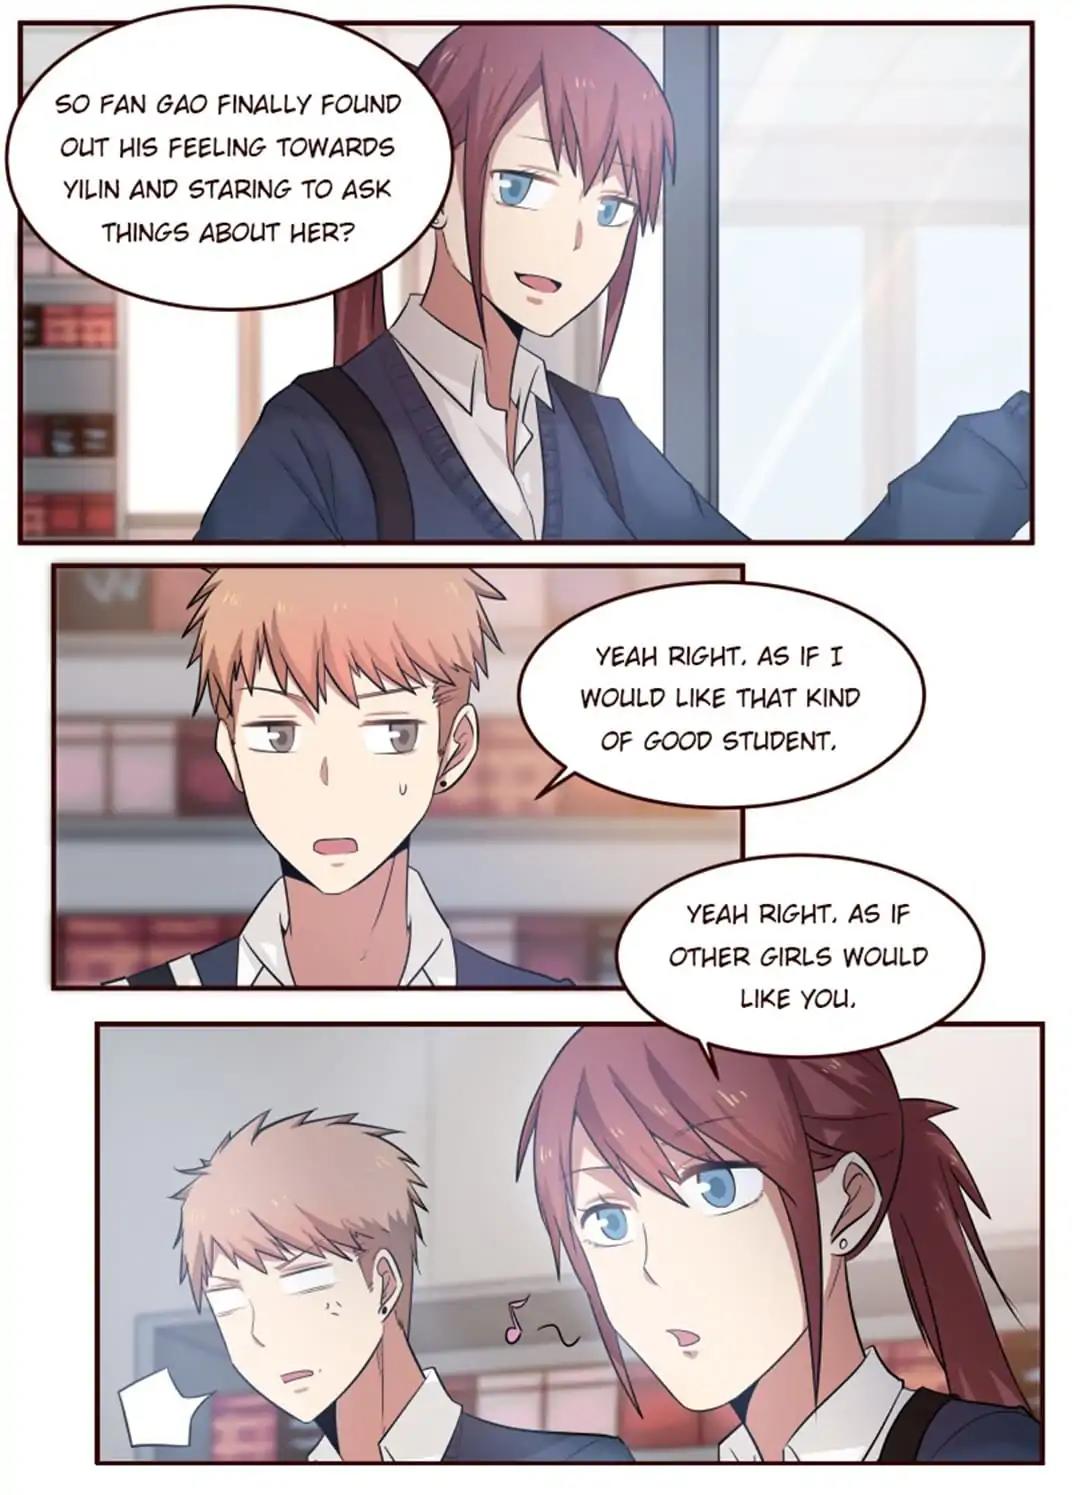 SO FAN GAO FINALLY FOUND
OUT HIS FEELING TOWARDS
YILIN AND STARING TO ASK
THINGS ABOUT HER?
YEAH RIGHT. AS IF I
WOULD LIKE THAT KIND
OF GOOD STUDENT.
YEAH RIGHT. AS IF
OTHER GIRLS WOULD
LIKE YOU.